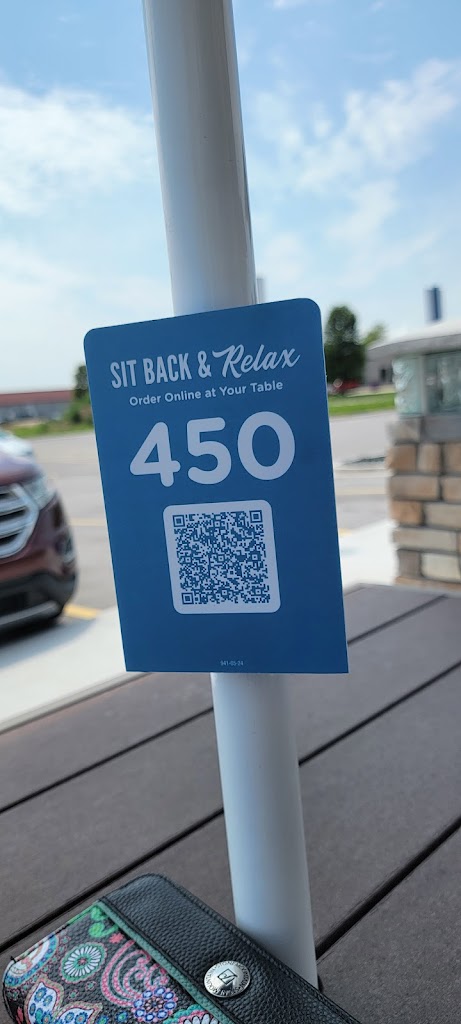 SIT BACK & Relax
Order Online at Your Table
450